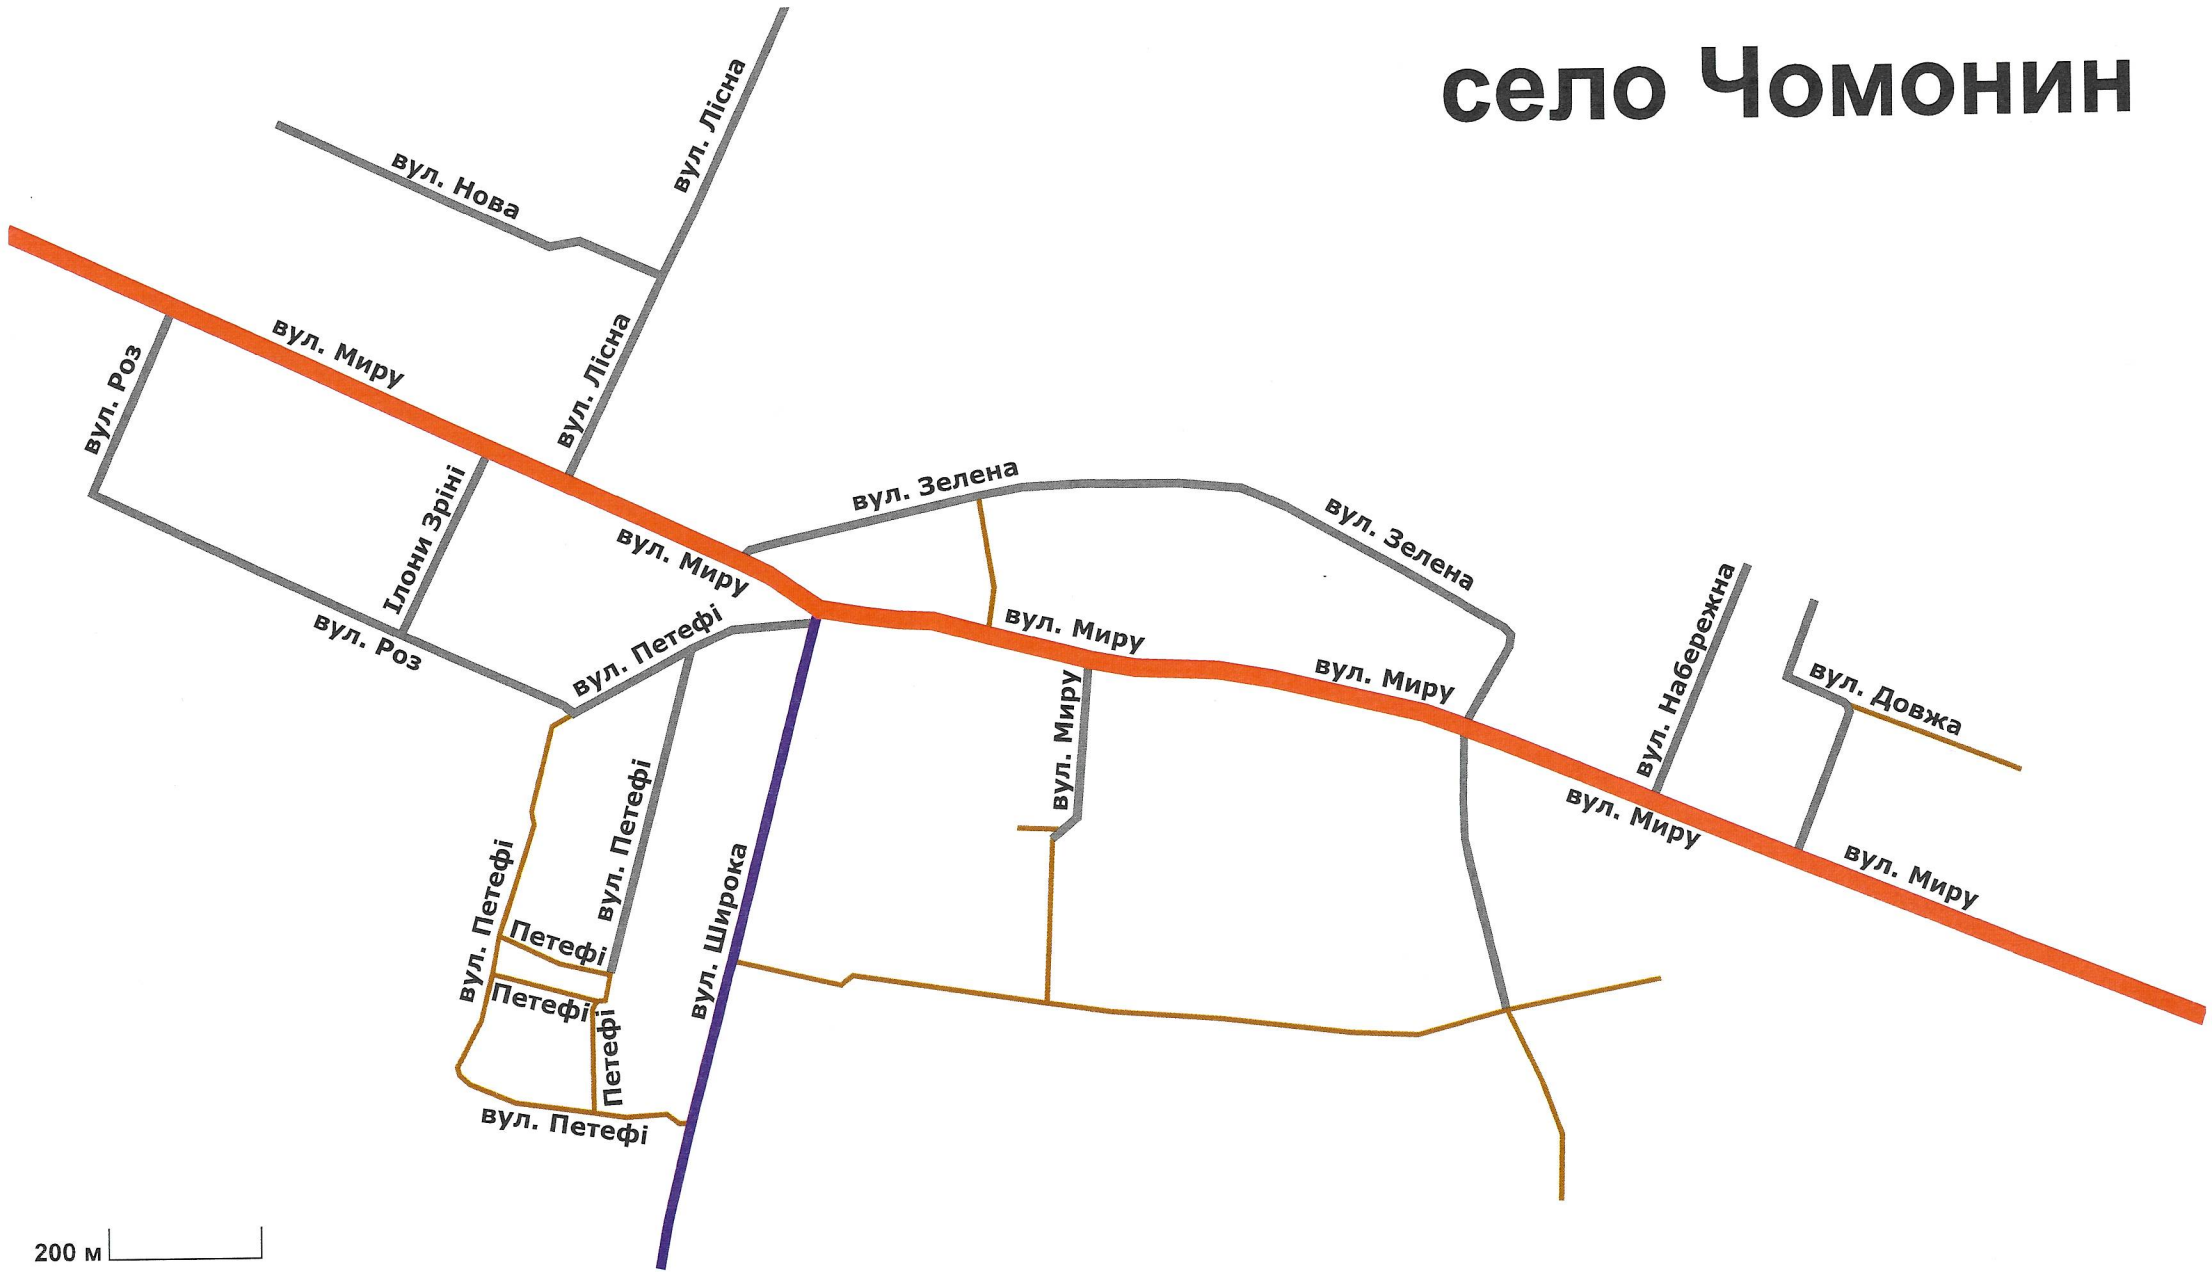 село Чомонин
вул. Лісна
вул. Нова
вул. Лісна
вул. Миру
вул. Роз
Ілони Зріні
вул. Роз
вул. Миру
вул. Зелена
вул. Зелена
вул. Петефі
вул. Миру
вул. Миру
вул. Миру
вул. Набережна
вул. Довжа
вул. Миру
вул. Миру
вул. Петефі
вул. Петефі
вул. Широка
Петефі
Петефі
Петефі
вул. Петефі
200 м